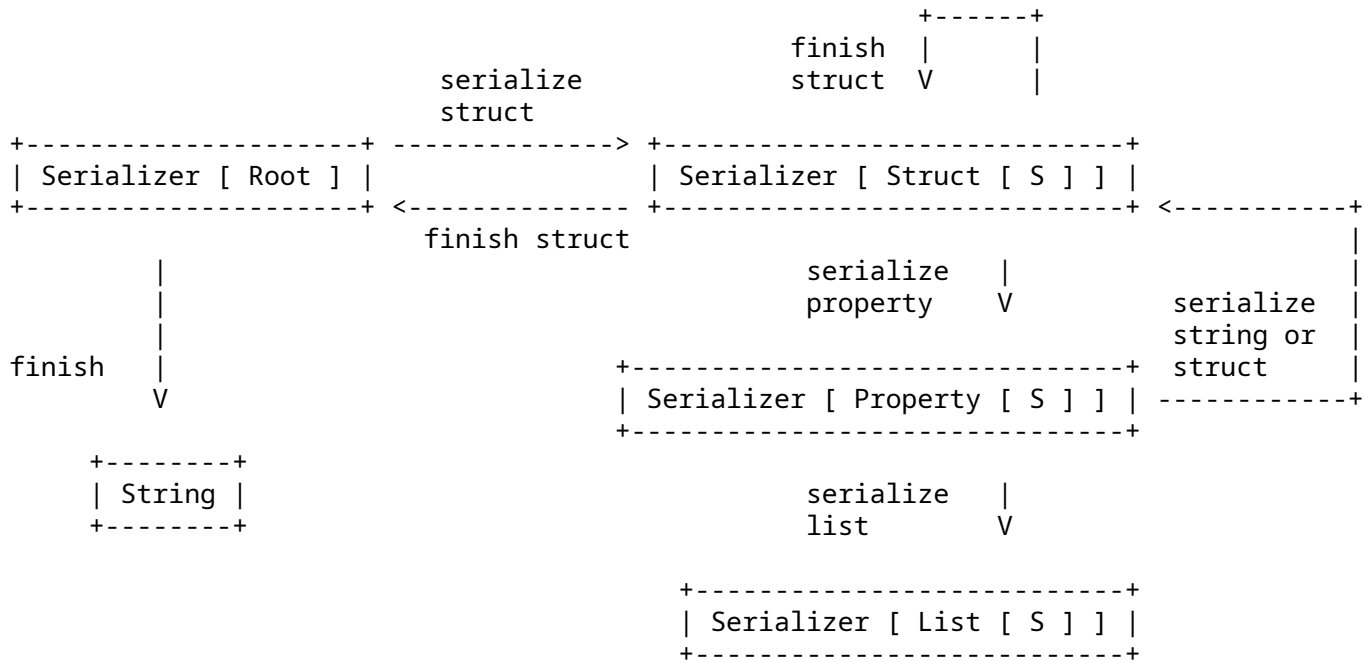 finish
serialize struct
struct
Serializer [ Root ] Serializer [ Struct [ S ] ]
finish struct
serialize
property serialize
string or
finish struct
Serializer [ Property [ S ] ]
String serialize
list
Serializer [ List [ S ] ]